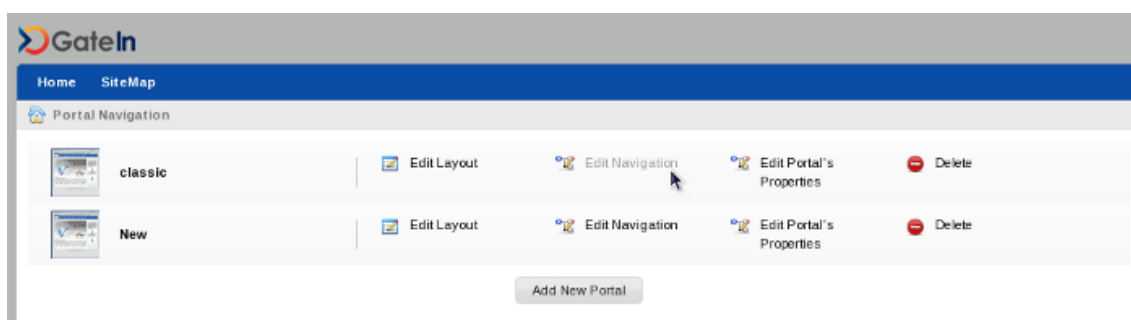 GateIn
Home SiteMap
Portal Navigation
classic Edit Layout Edit Navigation Edit Portal's Properties Delete
New Edit Layout Edit Navigation Edit Portal's Properties Delete
Add New Portal